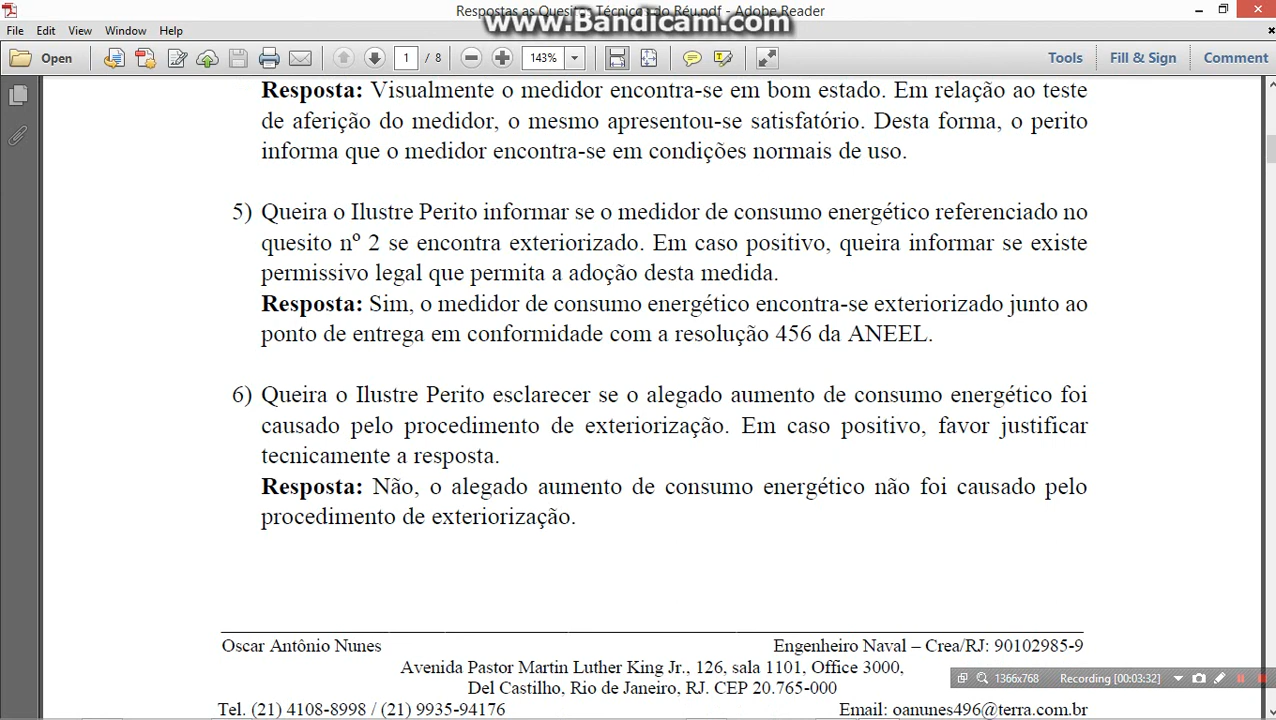 Respostas as Quesitos Técnicos do Réu.pdf - Adobe Reader
www.Bandicam.com
File Edit View Window Help
Open 1 / 8 143% Tools Fill & Sign Comment
Resposta: Visualmente o medidor encontra-se em bom estado. Em relação ao teste
de aferição do medidor, o mesmo apresentou-se satisfatório. Desta forma, o perito
informa que o medidor encontra-se em condições normais de uso.
5) Queira o Ilustre Perito informar se o medidor de consumo energético referenciado no
quesito nº 2 se encontra exteriorizado. Em caso positivo, queira informar se existe
permissivo legal que permita a adoção desta medida.
Resposta: Sim, o medidor de consumo energético encontra-se exteriorizado junto ao
ponto de entrega em conformidade com a resolução 456 da ANEEL.
6) Queira o Ilustre Perito esclarecer se o alegado aumento de consumo energético foi
causado pelo procedimento de exteriorização. Em caso positivo, favor justificar
tecnicamente a resposta.
Resposta: Não, o alegado aumento de consumo energético não foi causado pelo
procedimento de exteriorização.
Oscar Antônio Nunes Engenheiro Naval – Crea/RJ: 90102985-9
Avenida Pastor Martin Luther King Jr., 126, sala 1101, Office 3000,
Del Castilho, Rio de Janeiro, RJ. CEP 20.765-000
1366x768 Recording [00:03:32]
Tel. (21) 4108-8998 / (21) 9935-94176 Email: oanunes496@terra.com.br